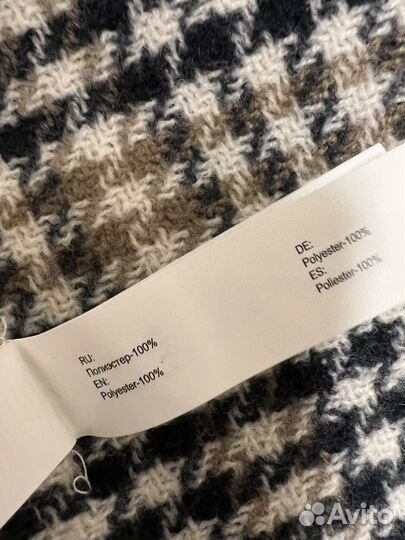 RU:
Полиэстер-100%
EN:
Polyester-100%
DE:
Polyester-100%
ES:
Poliester-100%
Avito